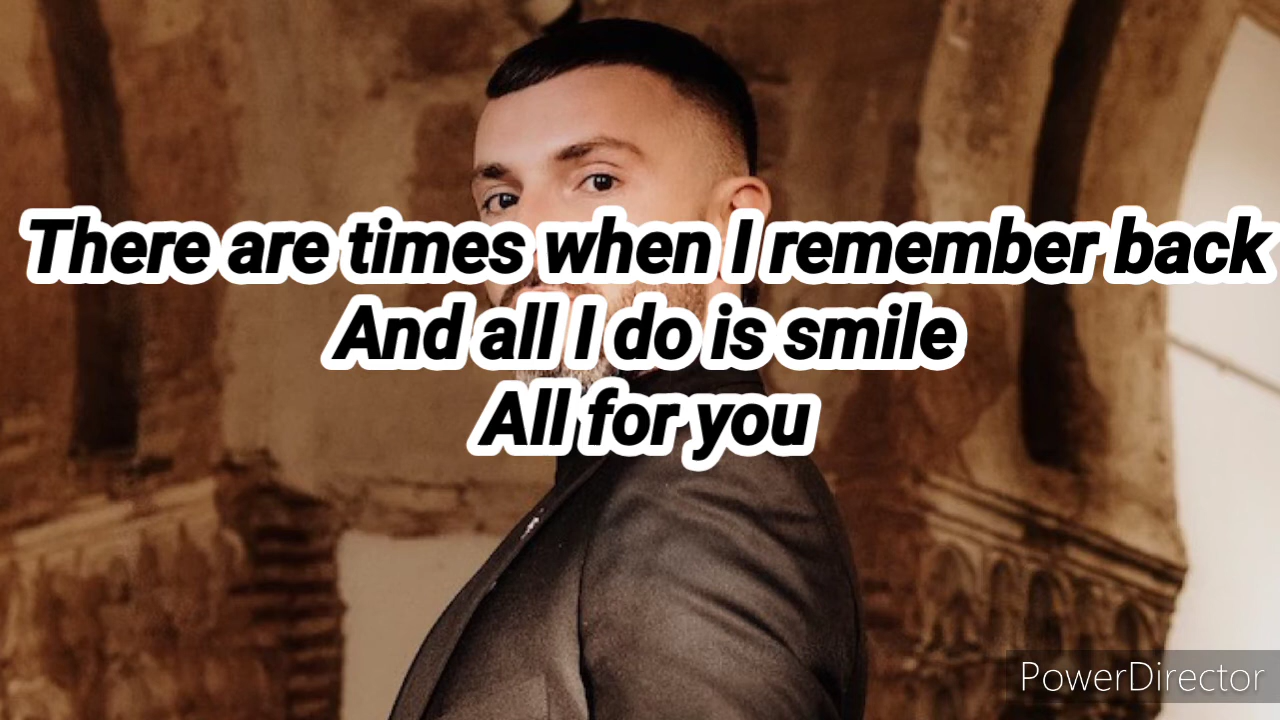 There are times when I remember back
And all I do is smile
All for you
PowerDirector